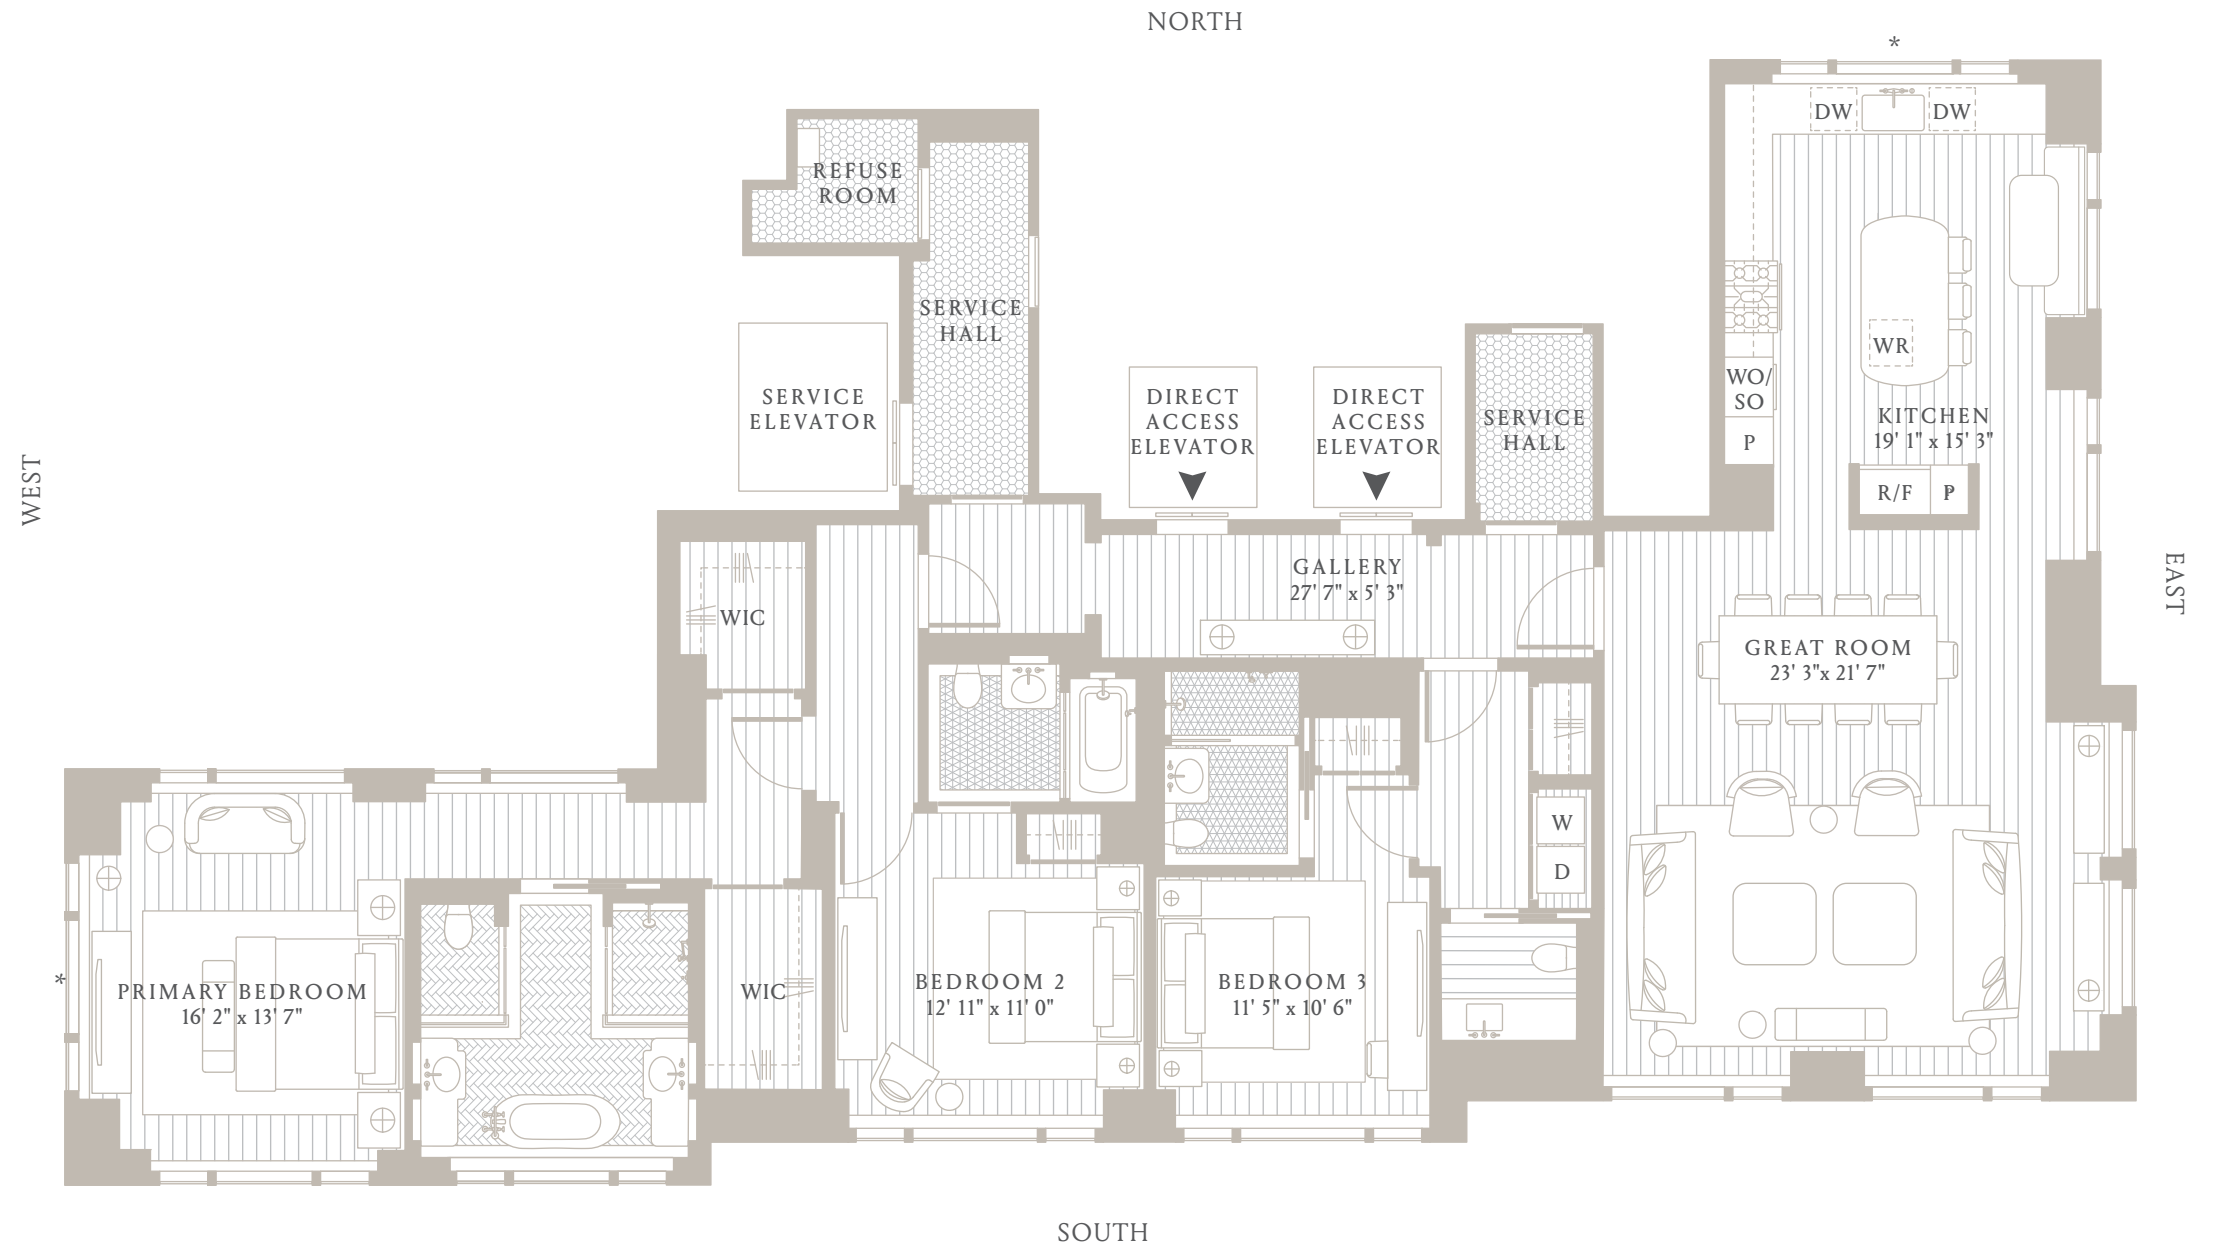 NORTH
*
DW
DW
REFUSE
ROOM
SERVICE
HALL
WR
WO/
SO
P
KITCHEN
19' 1" x 15' 3"
R/F
P
SERVICE
ELEVATOR
DIRECT
ACCESS
ELEVATOR
DIRECT
ACCESS
ELEVATOR
SERVICE
HALL
WEST
EAST
GALLERY
27' 7" x 5' 3"
WIC
GREAT ROOM
23' 3"x 21' 7"
W
D
*
PRIMARY BEDROOM
16' 2" x 13' 7"
WIC
BEDROOM 2
12' 11" x 11' 0"
BEDROOM 3
11' 5" x 10' 6"
SOUTH